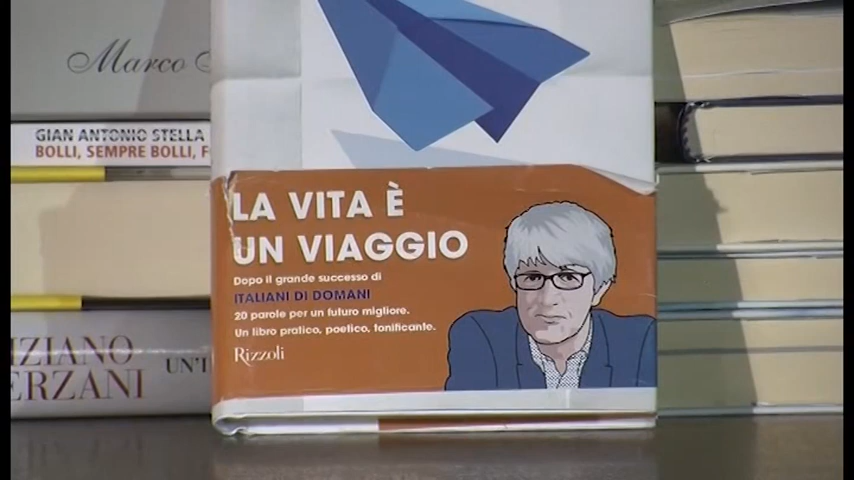 Marco
GIAN ANTONIO STELLA
BOLLI, SEMPRE BOLLI,
LA VITA È
UN VIAGGIO
Dopo il grande successo di
ITALIANI DI DOMANI
20 parole per un futuro migliore.
Un libro pratico, poetico, tonificante.
Rizzoli
IZIANO
ERZANI
UN'